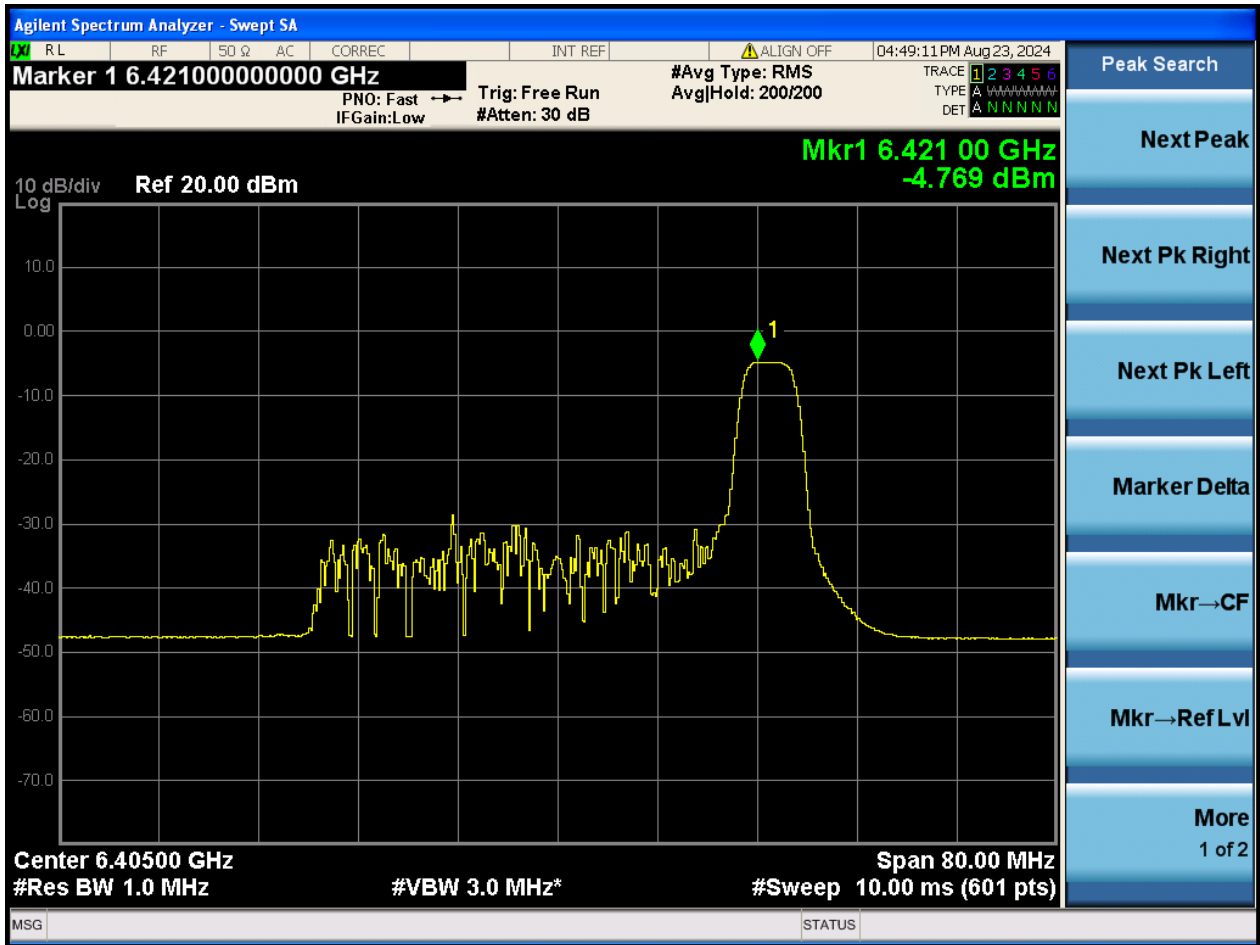 Agilent Spectrum Analyzer - Swept SA
LXI RL RF 50 Ω AC CORREC INT REF ALIGN OFF 04:49:11 PM Aug 23, 2024
Marker 1 6.421000000000 GHz
PNO: Fast
IFGain:Low
Trig: Free Run
#Atten: 30 dB
#Avg Type: RMS
Avg|Hold: 200/200
TRACE 1 2 3 4 5 6
TYPE A WWWWW
DET A N N N N N
Mkr1 6.421 00 GHz
-4.769 dBm
10 dB/div Ref 20.00 dBm
Log
10.0
0.00
-10.0
-20.0
-30.0
-40.0
-50.0
-60.0
-70.0
1
Center 6.40500 GHz Span 80.00 MHz
#Res BW 1.0 MHz #VBW 3.0 MHz* #Sweep 10.00 ms (601 pts)
MSG STATUS
Peak Search
Next Peak
Next Pk Right
Next Pk Left
Marker Delta
Mkr→CF
Mkr→Ref Lvl
More
1 of 2